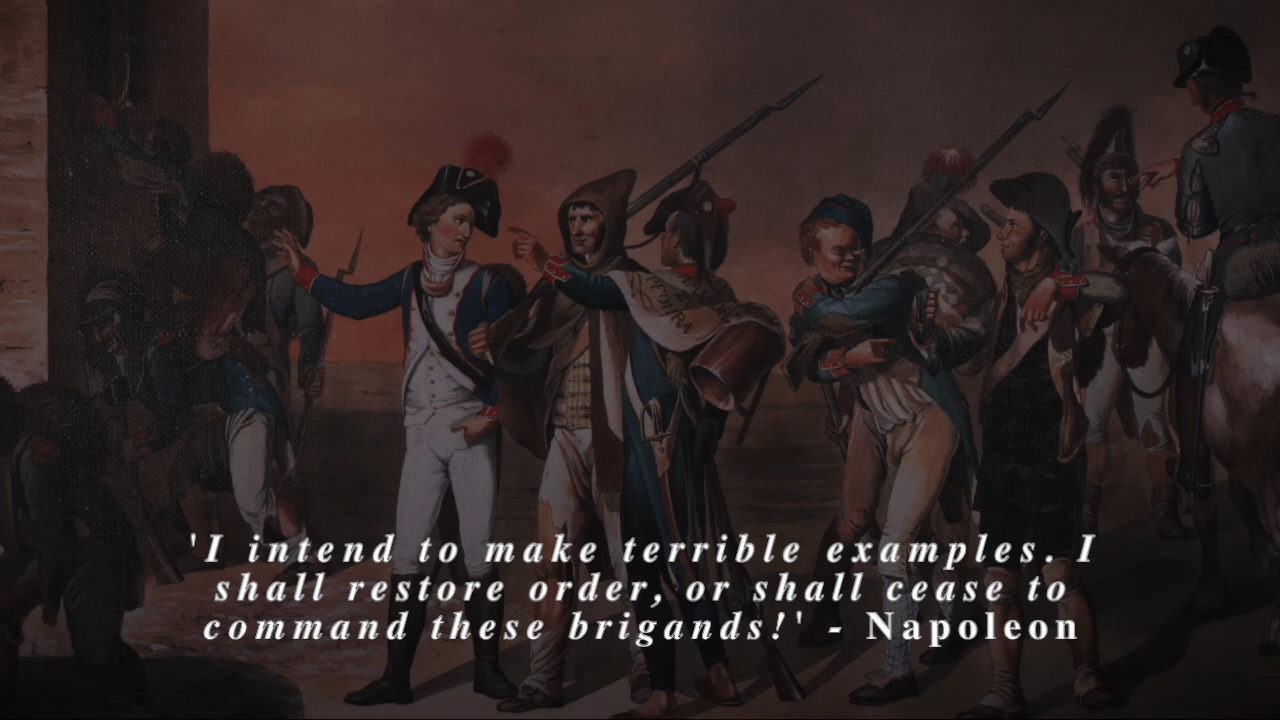 'I intend to make terrible examples. I
shall restore order, or shall cease to
command these brigands!' - Napoleon